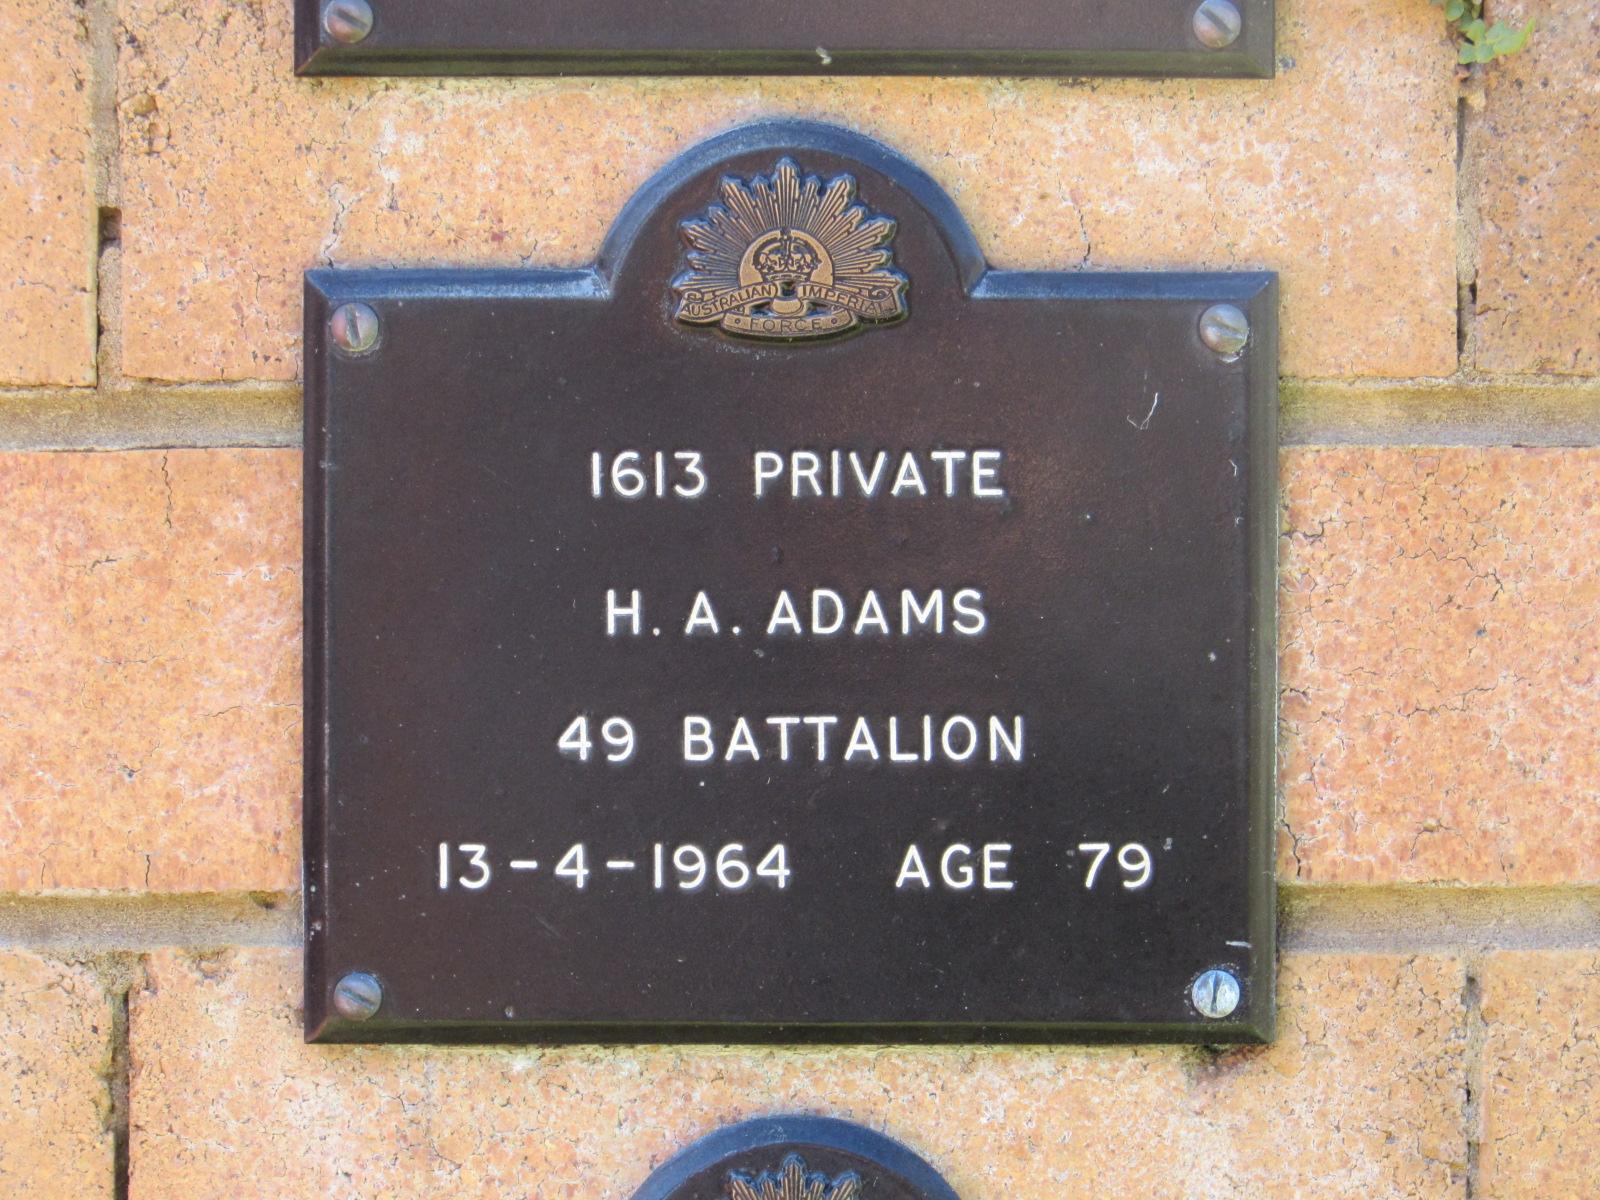 AUSTRALIAN IMPERIAL
FORCE
1613 PRIVATE
H. A. ADAMS
49 BATTALION
13-4-1964 AGE 79